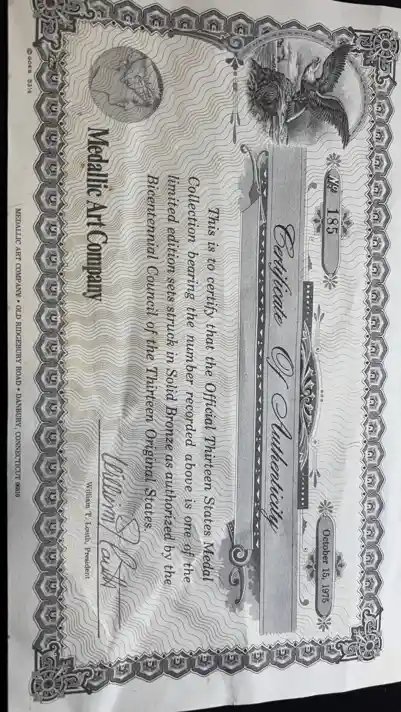 Nº 185
October 15, 1975
Certificate Of Authenticity
This is to certify that the Official Thirteen States Medal
Collection bearing the number recorded above is one of the
limited edition sets struck in Solid Bronze as authorized by the
Bicentennial Council of the Thirteen Original States.
Medallic Art Company
William T. Louth
William T. Louth, President
MEDALLIC ART COMPANY • OLD RIDGEBURY ROAD • DANBURY, CONNECTICUT 06810